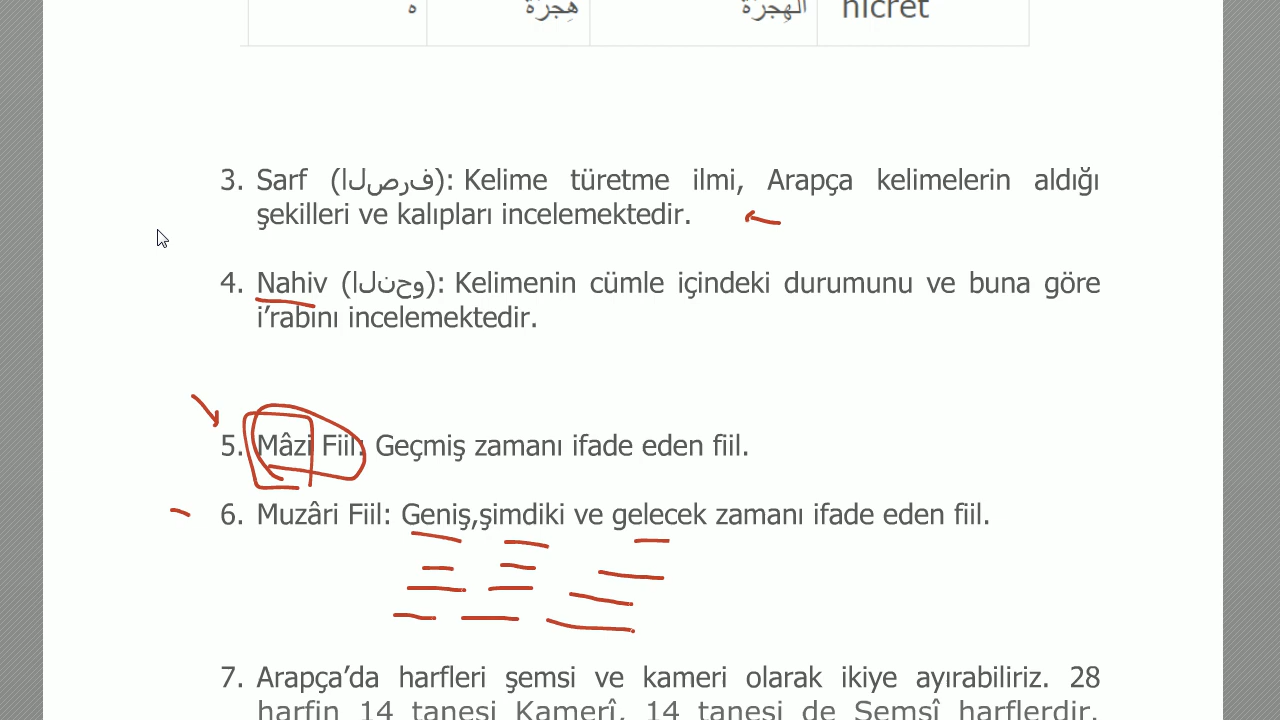 ه هِجْرَةٌ الْهِجْرَةُ hicret
3. Sarf (الصرف): Kelime türetme ilmi, Arapça kelimelerin aldığı
şekilleri ve kalıpları incelemektedir.
4. Nahiv (النحو): Kelimenin cümle içindeki durumunu ve buna göre
i’rabını incelemektedir.
5. Mâzi Fiil: Geçmiş zamanı ifade eden fiil.
6. Muzâri Fiil: Geniş,şimdiki ve gelecek zamanı ifade eden fiil.
7. Arapça’da harfleri şemsi ve kameri olarak ikiye ayırabiliriz. 28
harfin 14 tanesi Kamerî, 14 tanesi de Şemsî harflerdir.